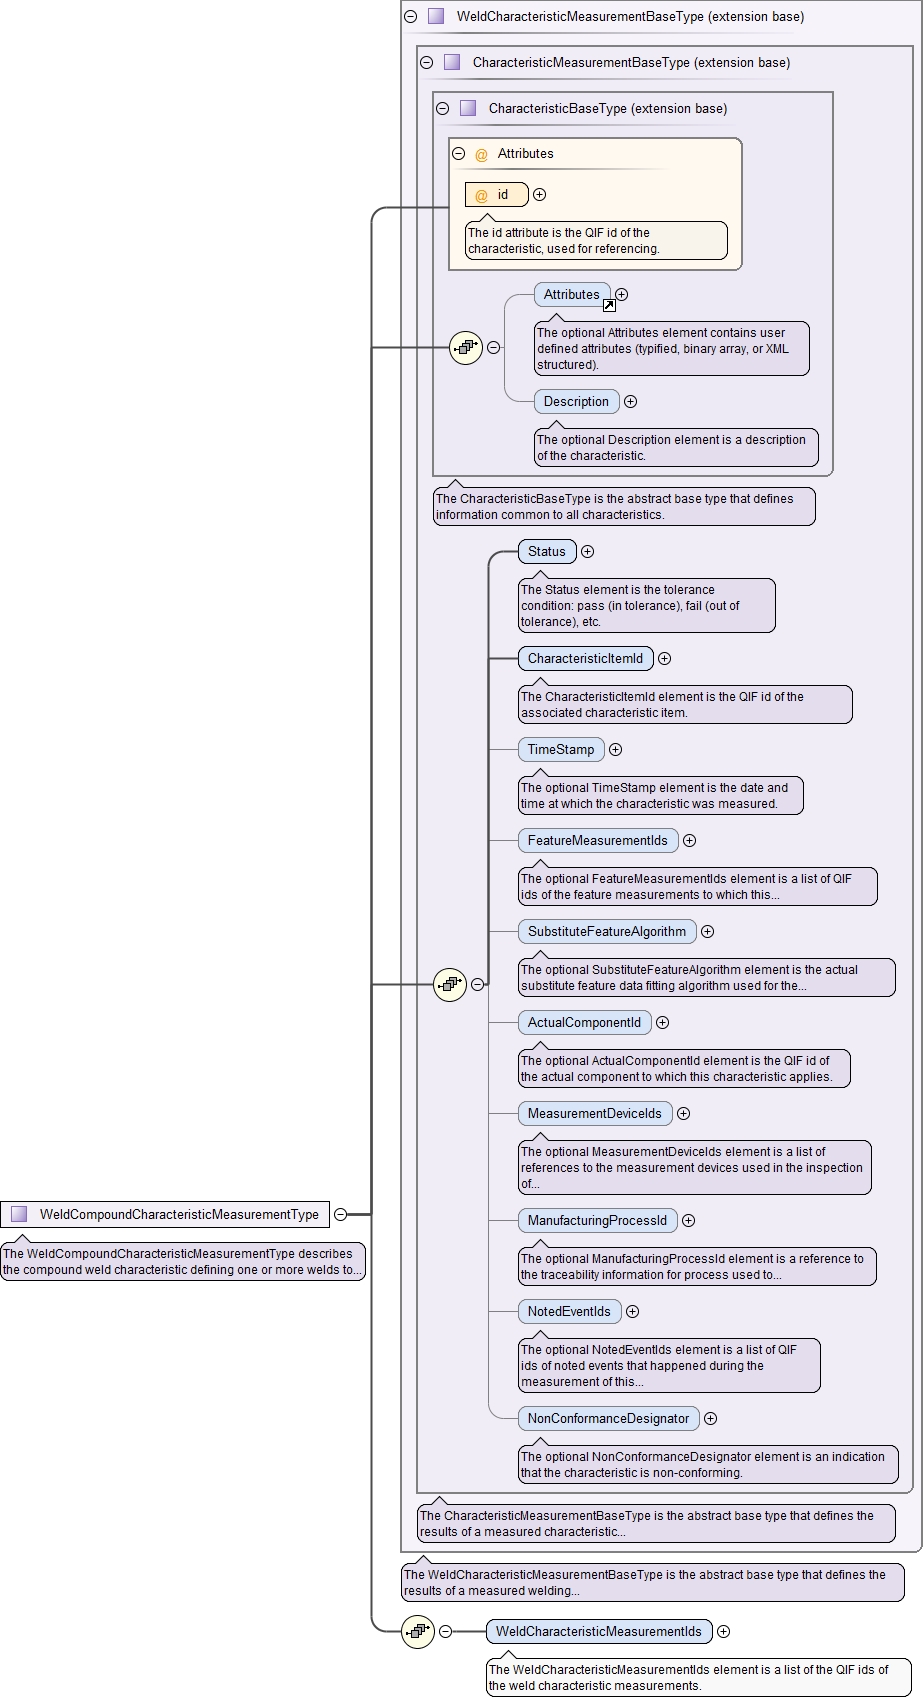 WeldCharacteristicMeasurementBaseType (extension base)
CharacteristicMeasurementBaseType (extension base)
CharacteristicBaseType (extension base)
@ Attributes
@ id
The id attribute is the QIF id of the
characteristic, used for referencing.
Attributes
The optional Attributes element contains user
defined attributes (typified, binary array, or XML
structured).
Description
The optional Description element is a description
of the characteristic.
The CharacteristicBaseType is the abstract base type that defines
information common to all characteristics.
Status
The Status element is the tolerance
condition: pass (in tolerance), fail (out of
tolerance), etc.
CharacteristicItemId
The CharacteristicItemId element is the QIF id of the
associated characteristic item.
TimeStamp
The optional TimeStamp element is the date and
time at which the characteristic was measured.
FeatureMeasurementIds
The optional FeatureMeasurementIds element is a list of QIF
ids of the feature measurements to which this...
SubstituteFeatureAlgorithm
The optional SubstituteFeatureAlgorithm element is the actual
substitute feature data fitting algorithm used for the...
ActualComponentId
The optional ActualComponentId element is the QIF id of
the actual component to which this characteristic applies.
MeasurementDeviceIds
The optional MeasurementDeviceIds element is a list of
references to the measurement devices used in the inspection
of...
WeldCompoundCharacteristicMeasurementType
The WeldCompoundCharacteristicMeasurementType describes
the compound weld characteristic defining one or more welds to...
ManufacturingProcessId
The optional ManufacturingProcessId element is a reference to
the traceability information for process used to...
NotedEventIds
The optional NotedEventIds element is a list of QIF
ids of noted events that happened during the
measurement of this...
NonConformanceDesignator
The optional NonConformanceDesignator element is an indication
that the characteristic is non-conforming.
The CharacteristicMeasurementBaseType is the abstract base type that defines the
results of a measured characteristic...
The WeldCharacteristicMeasurementBaseType is the abstract base type that defines the
results of a measured welding...
WeldCharacteristicMeasurementIds
The WeldCharacteristicMeasurementIds element is a list of the QIF ids of
the weld characteristic measurements.